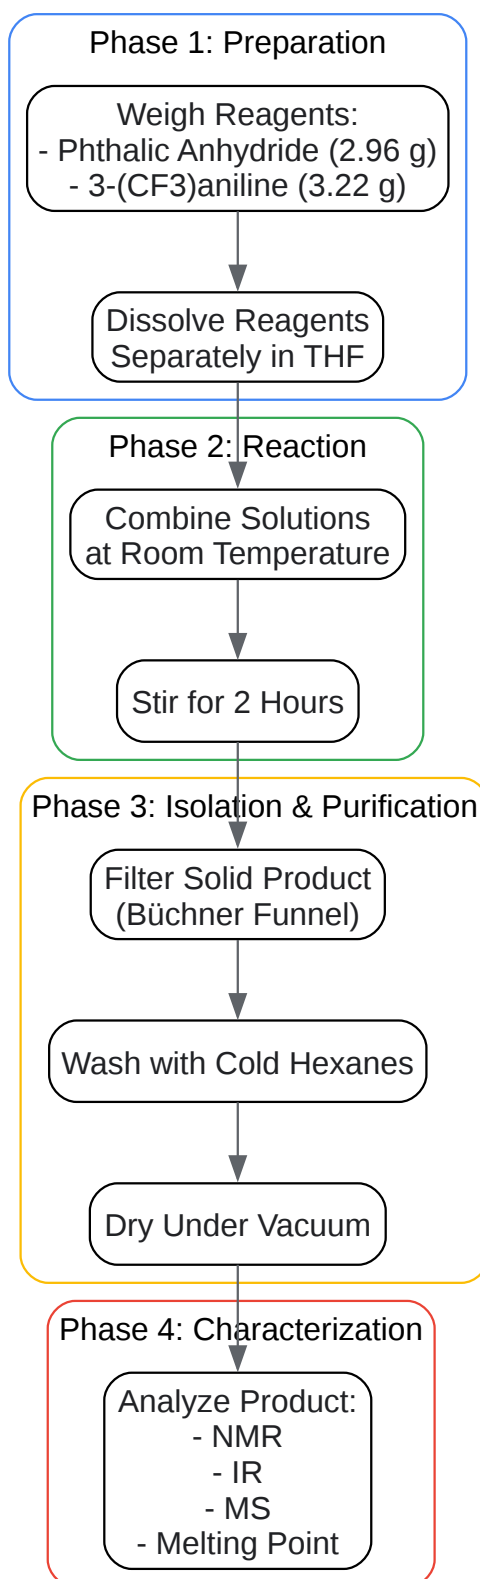 Phase 1: Preparation
Weigh Reagents:
- Phthalic Anhydride (2.96 g)
- 3-(CF3)aniline (3.22 g)
Dissolve Reagents
Separately in THF
Phase 2: Reaction
Combine Solutions
at Room Temperature
Stir for 2 Hours
Phase 3: Isolation & Purification
Filter Solid Product
(Büchner Funnel)
Wash with Cold Hexanes
Dry Under Vacuum
Phase 4: Characterization
Analyze Product:
- NMR
- IR
- MS
- Melting Point